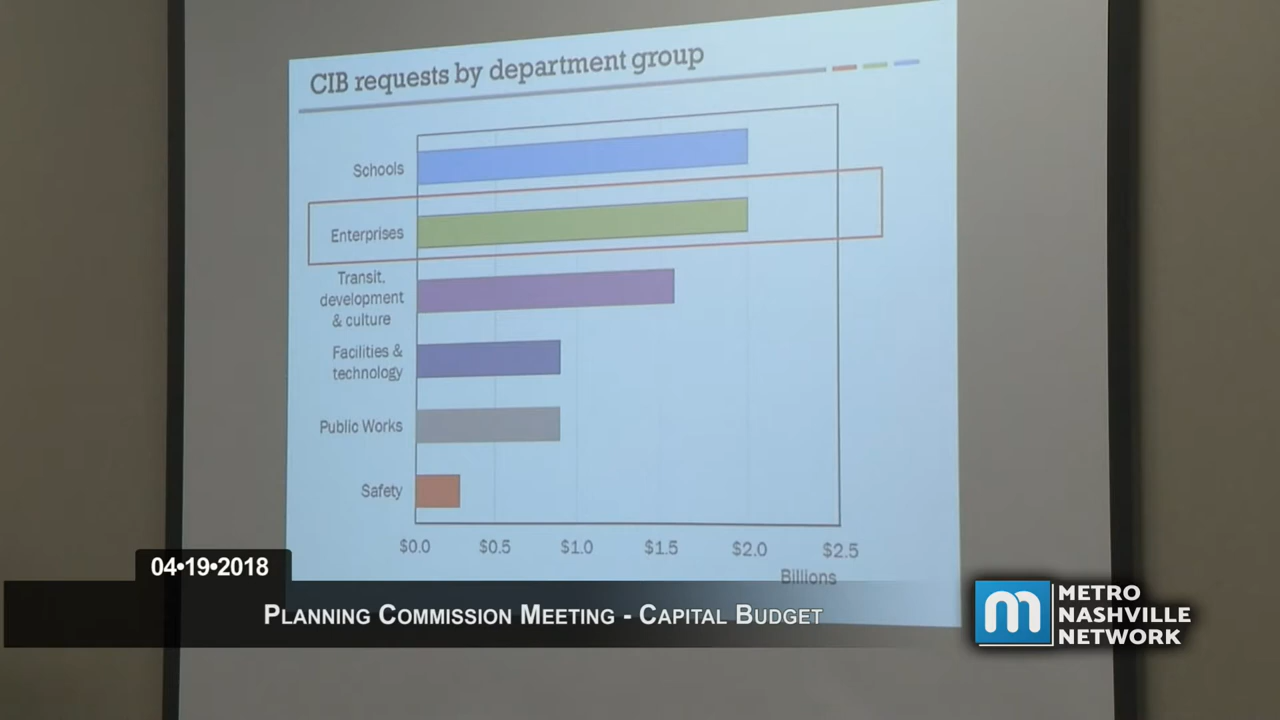 CIB requests by department group
Schools
Enterprises
Transit.
development
& culture
Facilities &
technology
Public Works
Safety
$0.0 $0.5 $1.0 $1.5 $2.0 $2.5
Billions
04•19•2018
Planning Commission Meeting - Capital Budget
m
METRO
NASHVILLE
NETWORK